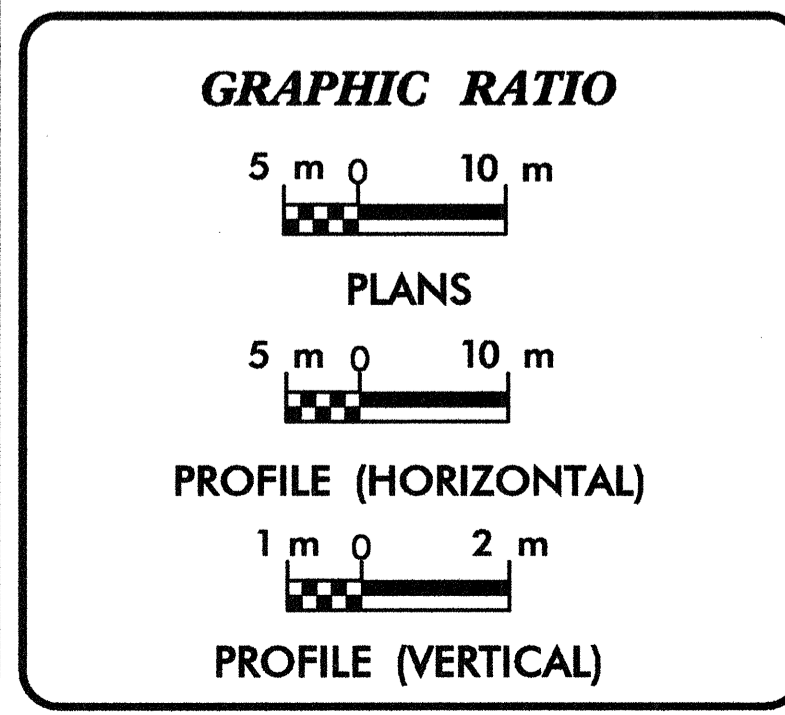 GRAPHIC RATIO
5 m 0 10 m
PLANS
5 m 0 10 m
PROFILE (HORIZONTAL)
1 m 0 2 m
PROFILE (VERTICAL)